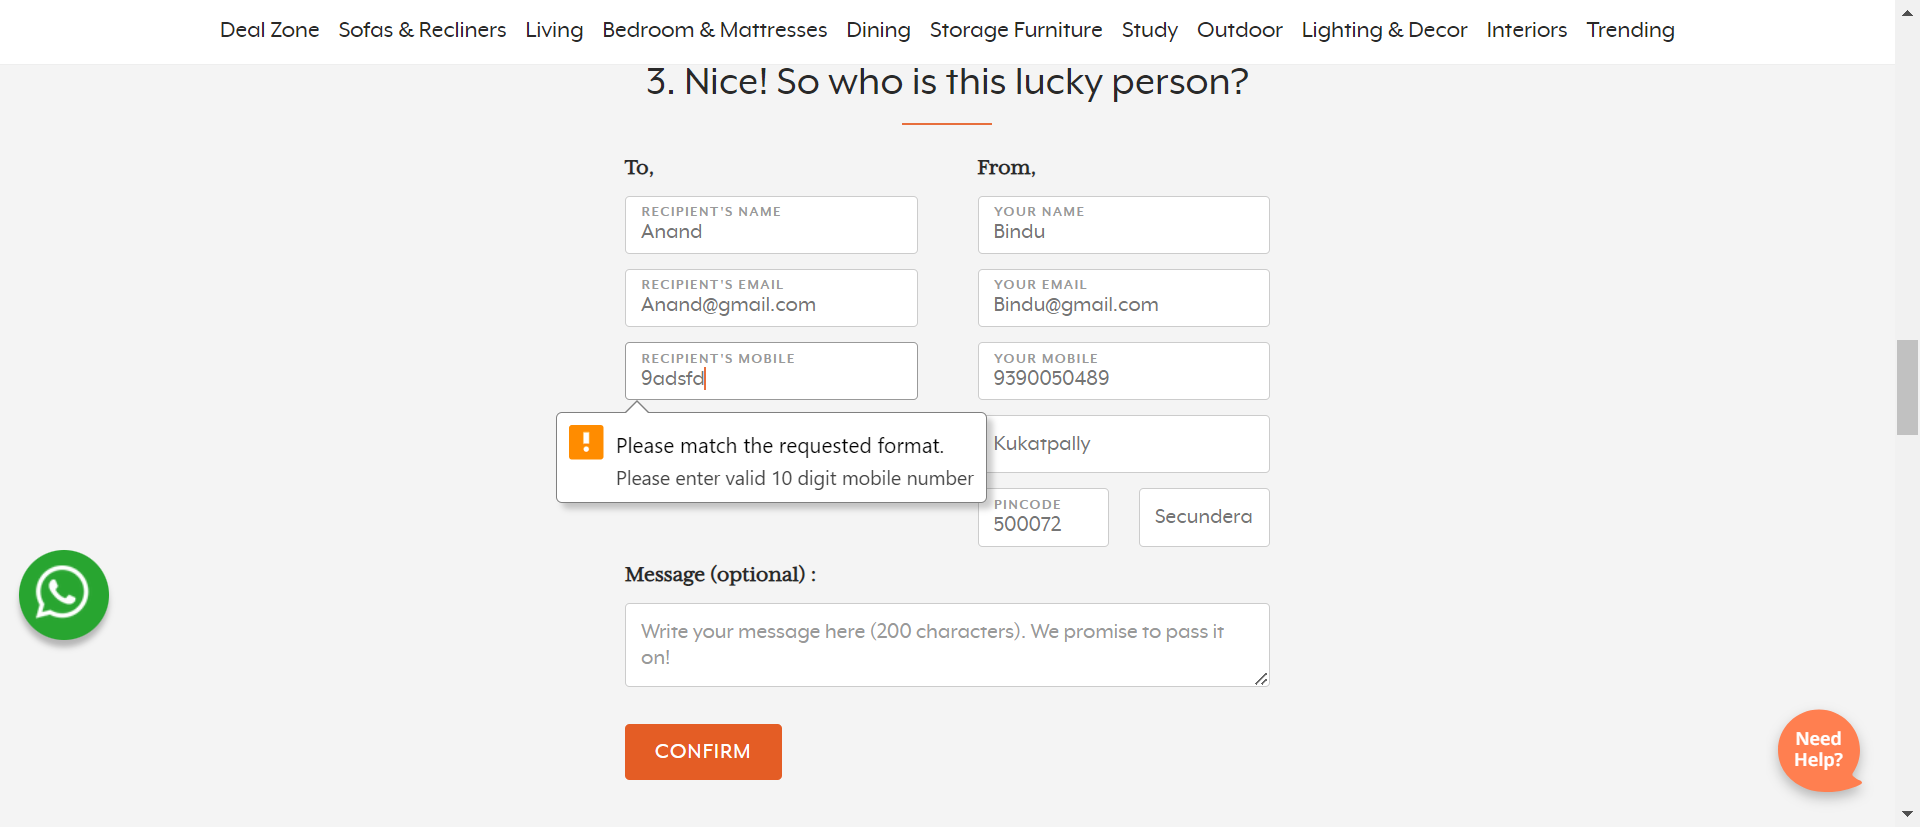 Deal Zone Sofas & Recliners Living Bedroom & Mattresses Dining Storage Furniture Study Outdoor Lighting & Decor Interiors Trending
3. Nice! So who is this lucky person?
To,
From,
RECIPIENT'S NAME
Anand
YOUR NAME
Bindu
RECIPIENT'S EMAIL
Anand@gmail.com
YOUR EMAIL
Bindu@gmail.com
RECIPIENT'S MOBILE
9adsfd
YOUR MOBILE
9390050489
Please match the requested format.
Please enter valid 10 digit mobile number
Kukatpally
PINCODE
500072
Secundera
Message (optional) :
Write your message here (200 characters). We promise to pass it
on!
CONFIRM
Need
Help?